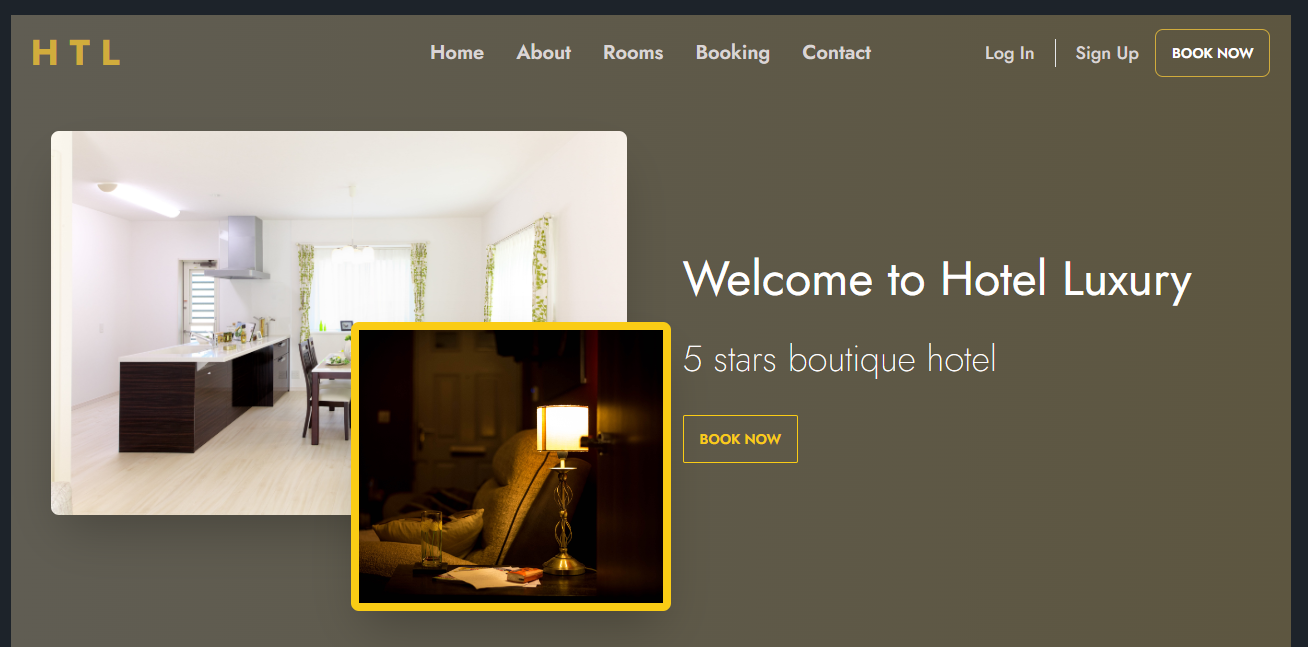 HTL
Home About Rooms Booking Contact Log In Sign Up BOOK NOW
Welcome to Hotel Luxury
5 stars boutique hotel
BOOK NOW